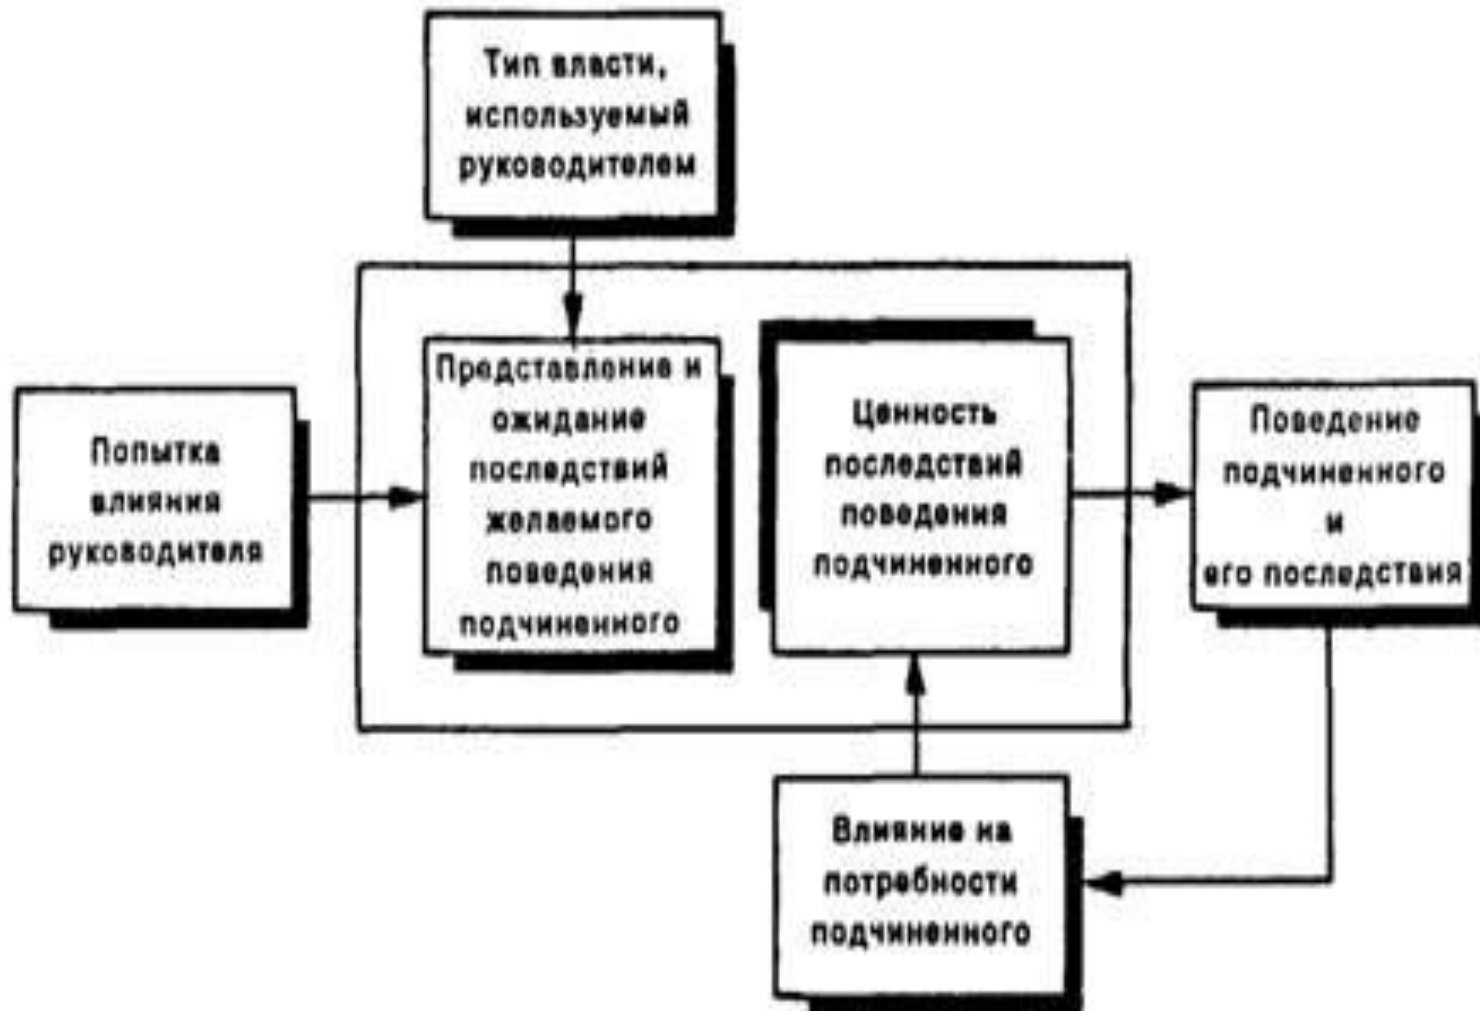 Тип власти,
используемый
руководителем
Попытка
влияния
руководителя
Представление и
ожидание
последствий
желаемого
поведения
подчиненного
Ценность
последствий
поведения
подчиненного
Поведение
подчиненного
и
его последствия
Влияние на
потребности
подчиненного